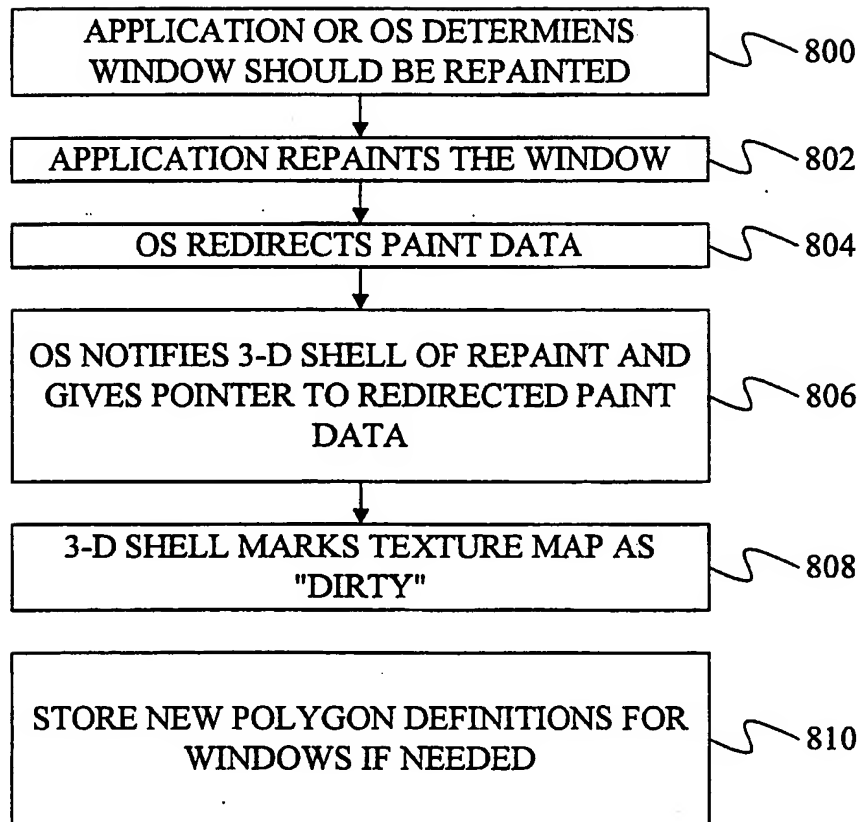 APPLICATION OR OS DETERMIENS
WINDOW SHOULD BE REPAINTED
800
APPLICATION REPAINTS THE WINDOW
802
OS REDIRECTS PAINT DATA
804
OS NOTIFIES 3-D SHELL OF REPAINT AND
GIVES POINTER TO REDIRECTED PAINT
DATA
806
3-D SHELL MARKS TEXTURE MAP AS
"DIRTY"
808
STORE NEW POLYGON DEFINITIONS FOR
WINDOWS IF NEEDED
810